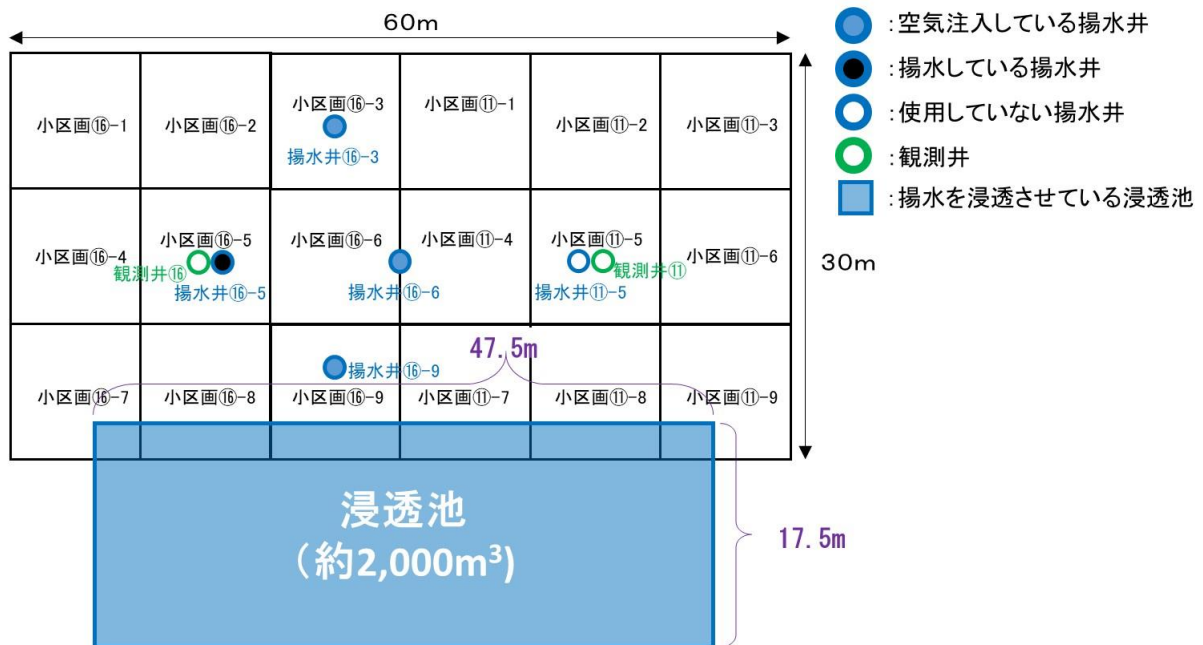 60m
:空気注入している揚水井
:揚水している揚水井
:使用していない揚水井
:観測井
:揚水を浸透させている浸透池
小区画⑯-1
小区画⑯-2
小区画⑯-3
揚水井⑯-3
小区画⑪-1
小区画⑪-2
小区画⑪-3
小区画⑯-4
小区画⑯-5
観測井⑯
揚水井⑯-5
小区画⑯-6
揚水井⑯-6
小区画⑪-4
小区画⑪-5
観測井⑪
揚水井⑪-5
小区画⑪-6
30m
47.5m
揚水井⑯-9
小区画⑯-7
小区画⑯-8
小区画⑯-9
小区画⑪-7
小区画⑪-8
小区画⑪-9
浸透池
(約2,000m³)
17.5m